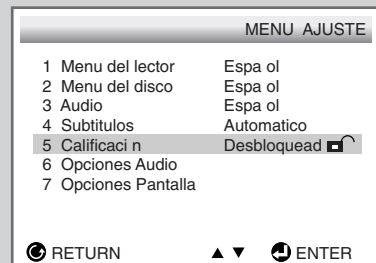 MENU AJUSTE
1 Menu del lector Espa ol
2 Menu del disco Espa ol
3 Audio Espa ol
4 Subtitulos Automatico
5 Calificaci n Desbloquead
6 Opciones Audio
7 Opciones Pantalla
RETURN ▲ ▼ ENTER